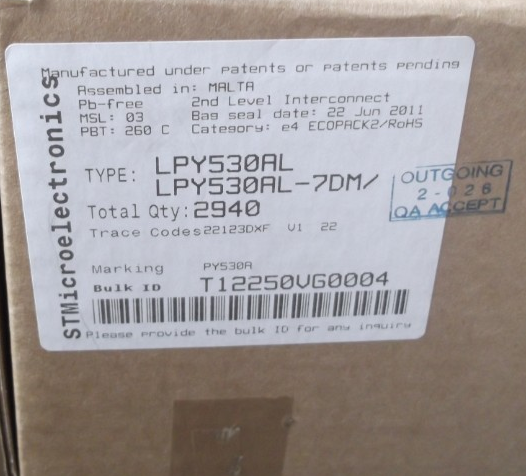 STMicroelectronics
Manufactured under patents or patents pending
Assembled in: MALTA
Pb-free 2nd Level Interconnect
MSL: 03 Bag seal date: 22 Jun 2011
PBT: 260 C Category: e4 ECOPACK2/RoHS
TYPE: LPY530AL
LPY530AL-7DM/
Total Qty: 2940
Trace Codes 22123DXF V1 22
Marking PY530A
Bulk ID T12250VG0004
Please provide the bulk ID for any inquiry
OUTGOING
2 - 026
QA ACCEPT